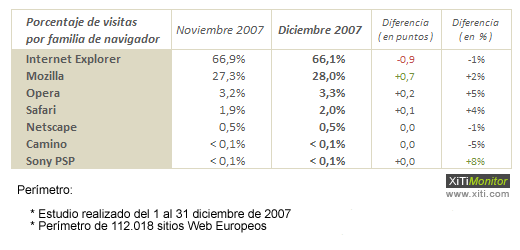 Porcentaje de visitas por familia de navegador Noviembre 2007 Diciembre 2007 Diferencia (en puntos) Diferencia (en %)
Internet Explorer 66,9% 66,1% -0,9 -1%
Mozilla 27,3% 28,0% +0,7 +2%
Opera 3,2% 3,3% +0,2 +5%
Safari 1,9% 2,0% +0,1 +4%
Netscape 0,5% 0,5% 0,0 -1%
Camino < 0,1% < 0,1% 0,0 -5%
Sony PSP < 0,1% < 0,1% +0,0 +8%
XiTiMonitor
www.xiti.com
Perímetro:
* Estudio realizado del 1 al 31 diciembre de 2007
* Perímetro de 112.018 sitios Web Europeos